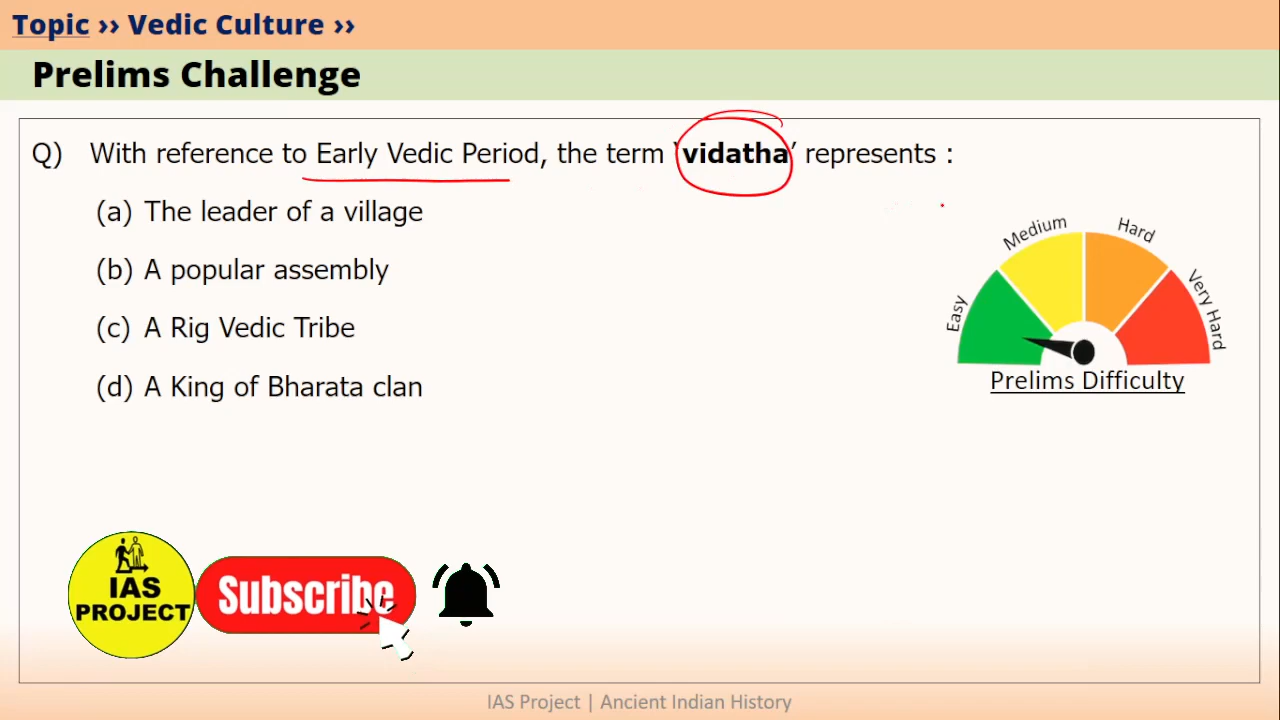 Topic ›› Vedic Culture ››
Prelims Challenge
Q) With reference to Early Vedic Period, the term ‘vidatha’ represents :
(a) The leader of a village
(b) A popular assembly
(c) A Rig Vedic Tribe
(d) A King of Bharata clan
Easy
Medium
Hard
Very Hard
Prelims Difficulty
IAS
PROJECT
Subscribe
IAS Project | Ancient Indian History